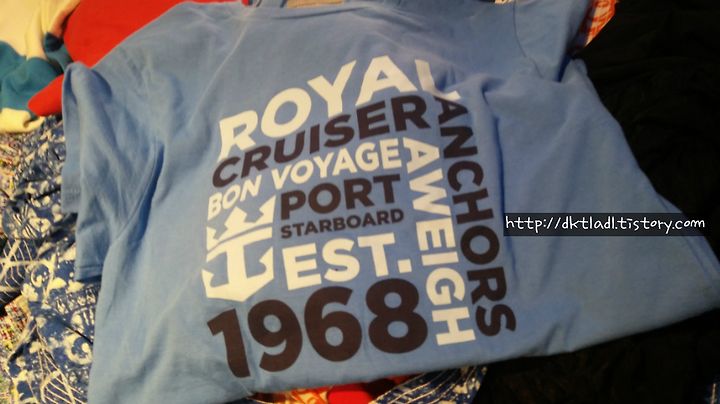 ROYAL
CRUISER
BON VOYAGE
PORT
STARBOARD
EST.
1968
AWEIGH
ANCHORS
http://dktladl.tistory.com